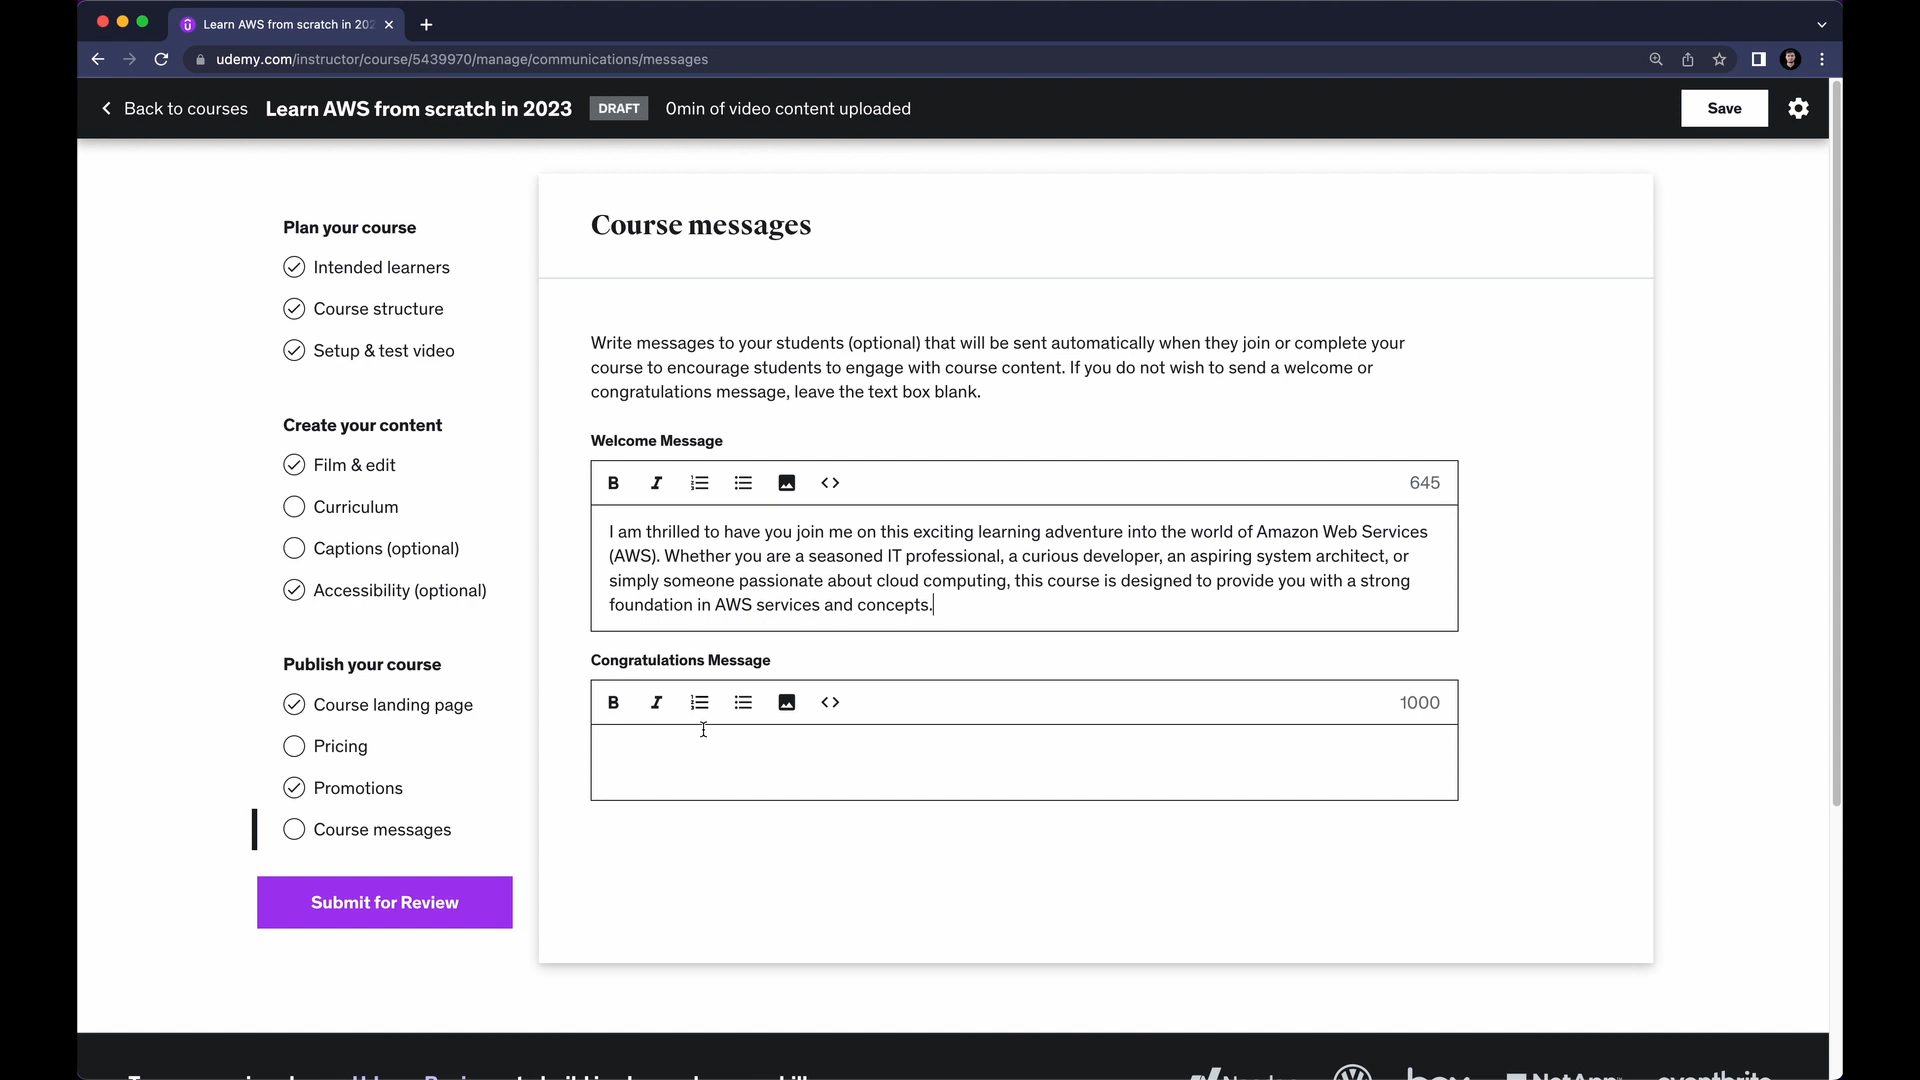 Learn AWS from scratch in 202
udemy.com/instructor/course/5439970/manage/communications/messages
Back to courses
Learn AWS from scratch in 2023
DRAFT
0min of video content uploaded
Save
Plan your course
Intended learners
Course structure
Setup & test video
Create your content
Film & edit
Curriculum
Captions (optional)
Accessibility (optional)
Publish your course
Course landing page
Pricing
Promotions
Course messages
Submit for Review
Course messages
Write messages to your students (optional) that will be sent automatically when they join or complete your
course to encourage students to engage with course content. If you do not wish to send a welcome or
congratulations message, leave the text box blank.
Welcome Message
B I 645
I am thrilled to have you join me on this exciting learning adventure into the world of Amazon Web Services
(AWS). Whether you are a seasoned IT professional, a curious developer, an aspiring system architect, or
simply someone passionate about cloud computing, this course is designed to provide you with a strong
foundation in AWS services and concepts.
Congratulations Message
B I 1000